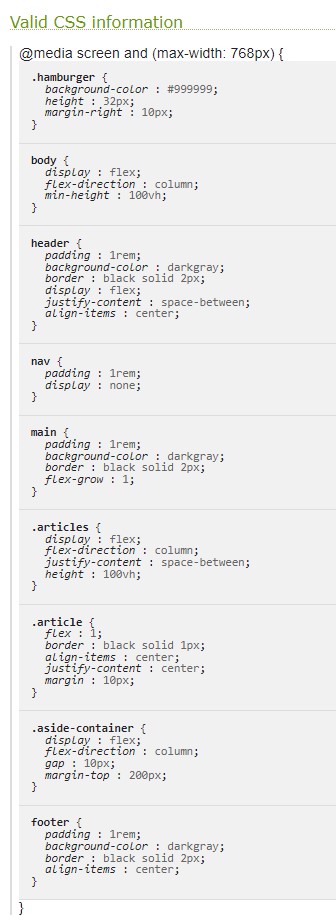 Valid CSS information
@media screen and (max-width: 768px) {
.hamburger {
background-color : #999999;
height : 32px;
margin-right : 10px;
}
body {
display : flex;
flex-direction : column;
min-height : 100vh;
}
header {
padding : 1rem;
background-color : darkgray;
border : black solid 2px;
display : flex;
justify-content : space-between;
align-items : center;
}
nav {
padding : 1rem;
display : none;
}
main {
padding : 1rem;
background-color : darkgray;
border : black solid 2px;
flex-grow : 1;
}
.articles {
display : flex;
flex-direction : column;
justify-content : space-between;
height : 100vh;
}
.article {
flex : 1;
border : black solid 1px;
align-items : center;
justify-content : center;
margin : 10px;
}
.aside-container {
display : flex;
flex-direction : column;
gap : 10px;
margin-top : 200px;
}
footer {
padding : 1rem;
background-color : darkgray;
border : black solid 2px;
align-items : center;
}
}